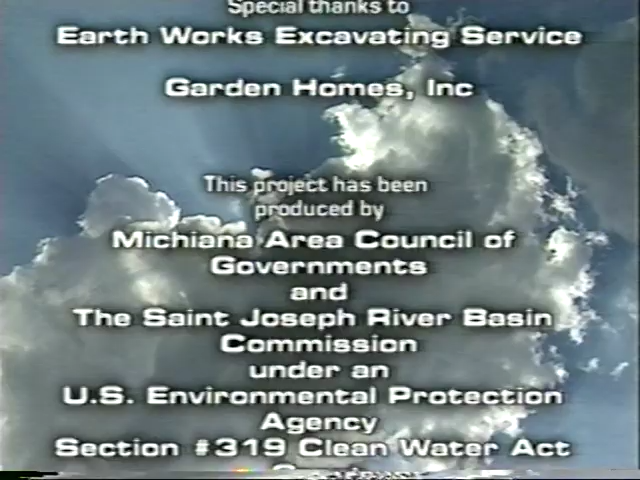 Special thanks to
Earth Works Excavating Service
Garden Homes, Inc
This project has been
produced by
Michiana Area Council of
Governments
and
The Saint Joseph River Basin
Commission
under an
U.S. Environmental Protection
Agency
Section #319 Clean Water Act